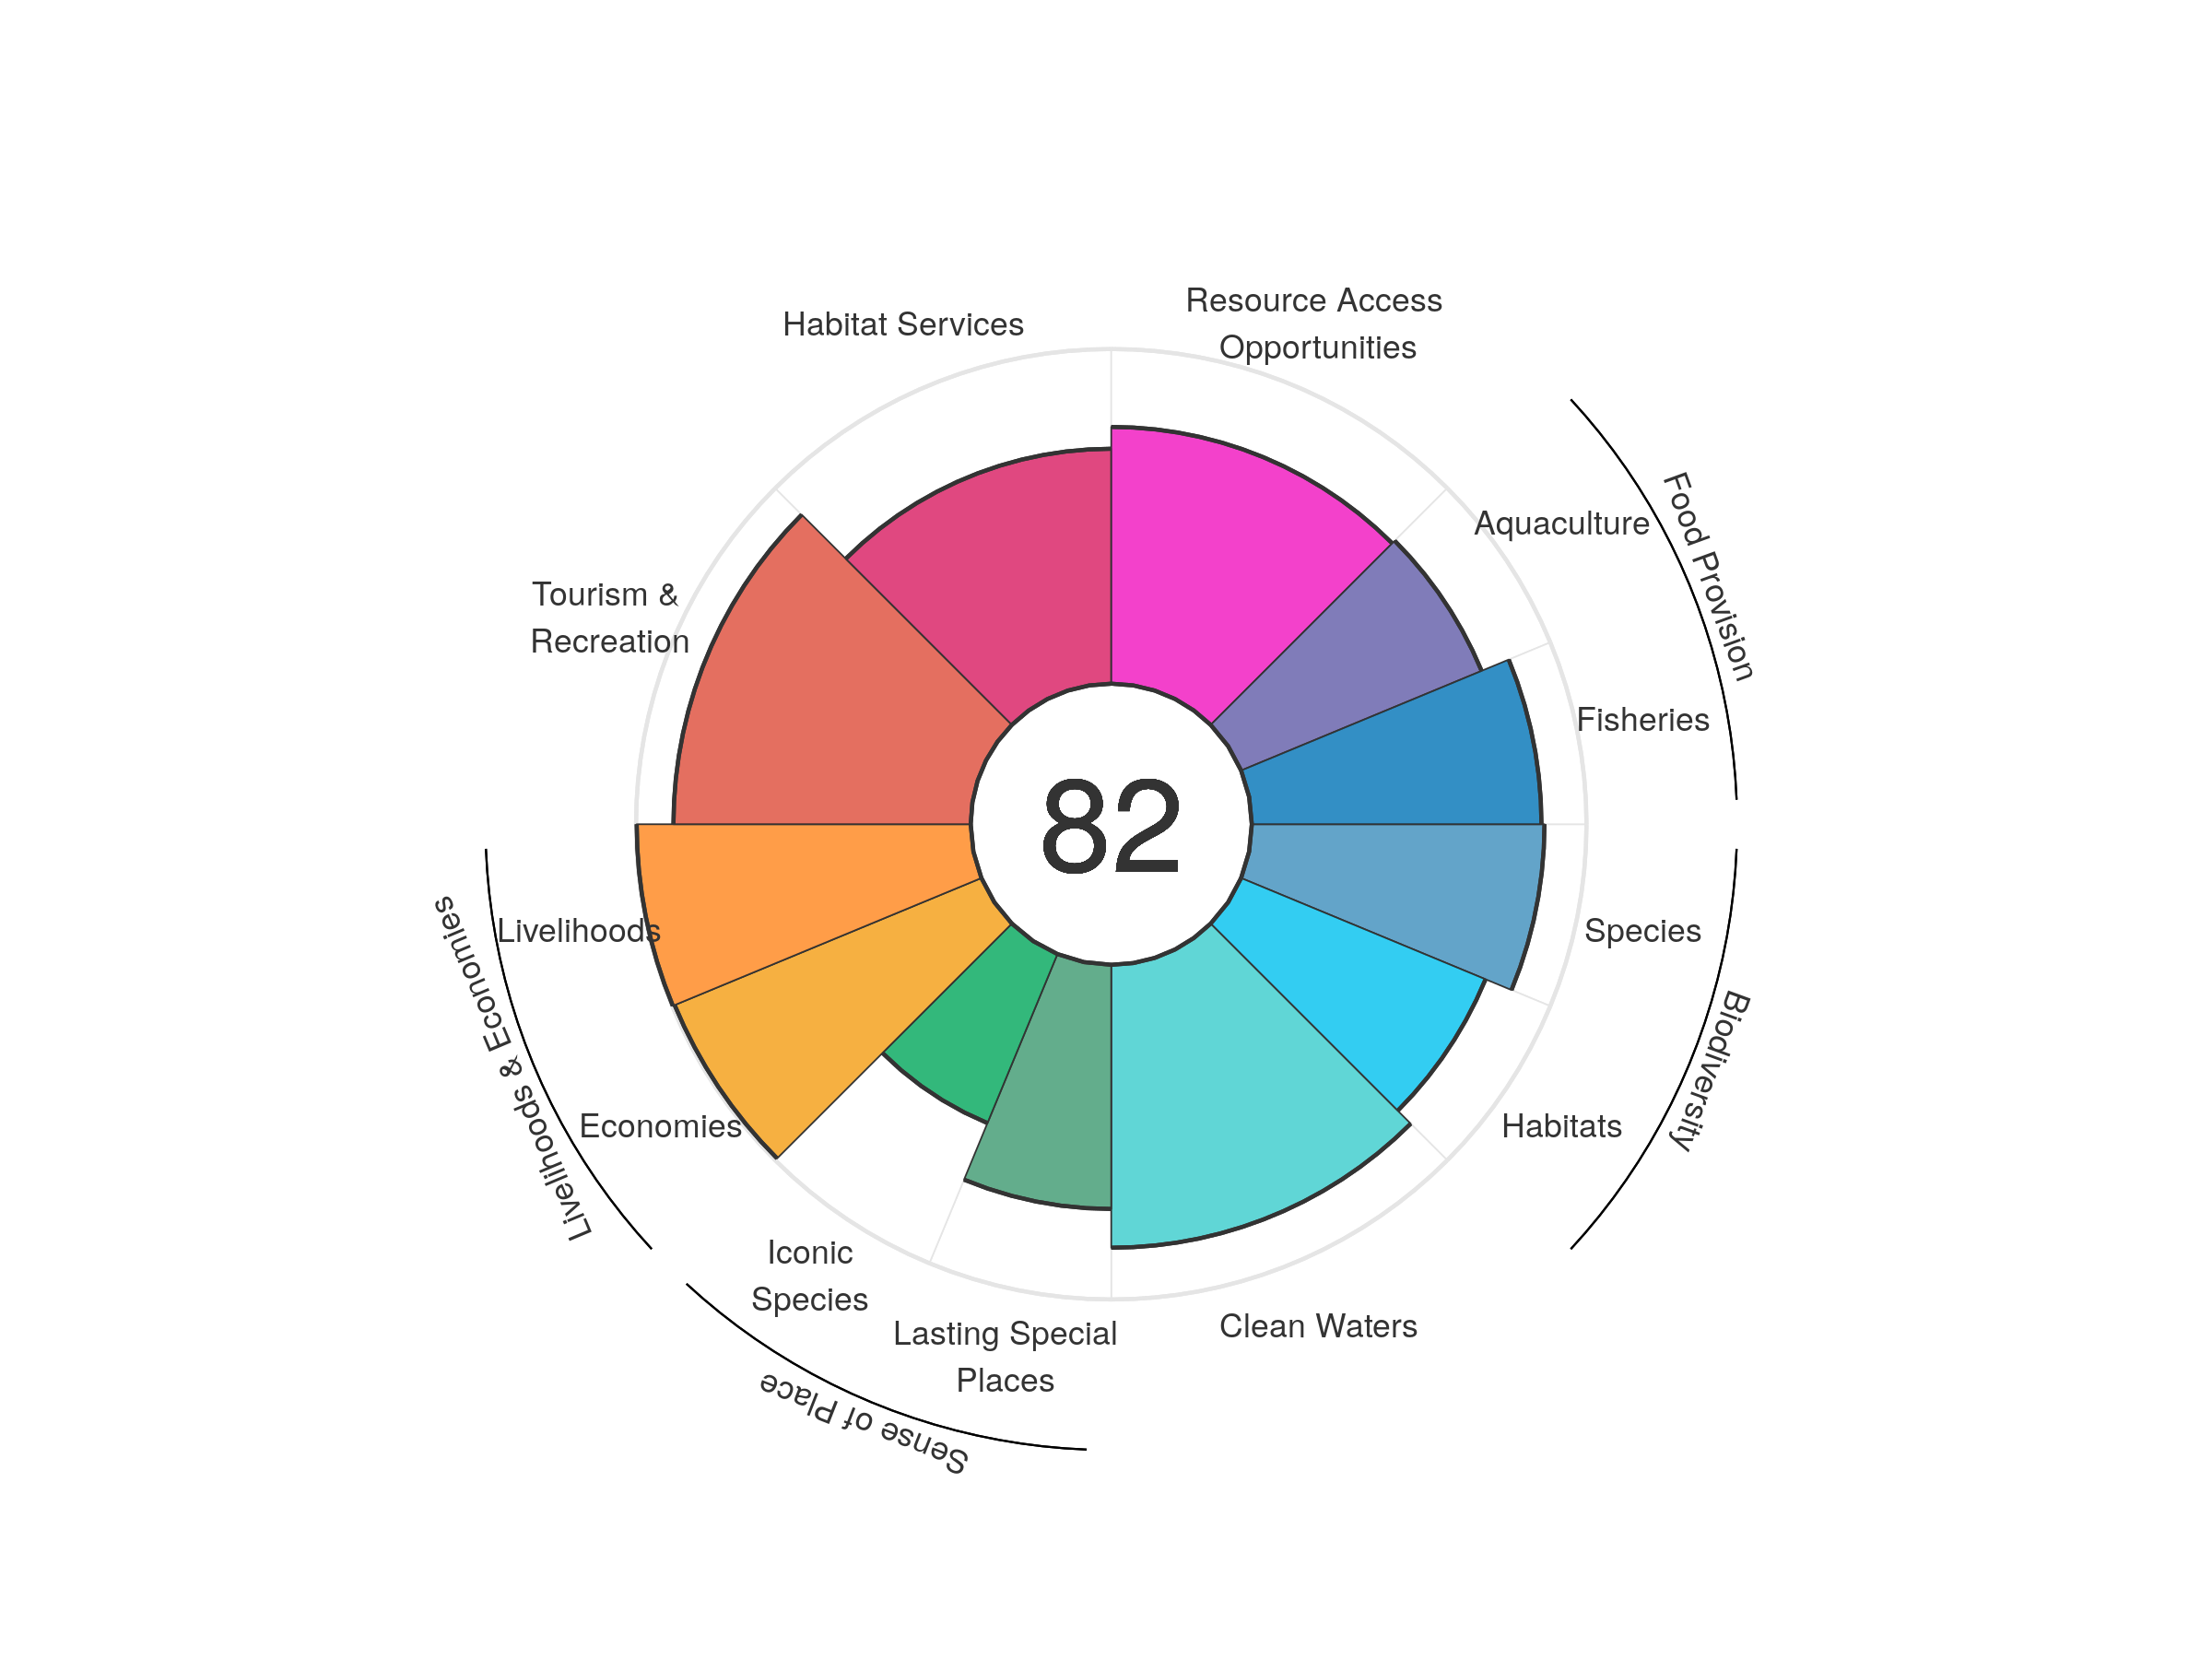 Resource Access
Opportunities
Habitat Services
Aquaculture
Food Provision
Tourism &
Recreation
Fisheries
82
Livelihoods
Species
Livelihoods & Economies
Biodiversity
Economies
Habitats
Iconic
Species
Lasting Special
Places
Clean Waters
Sense of Place